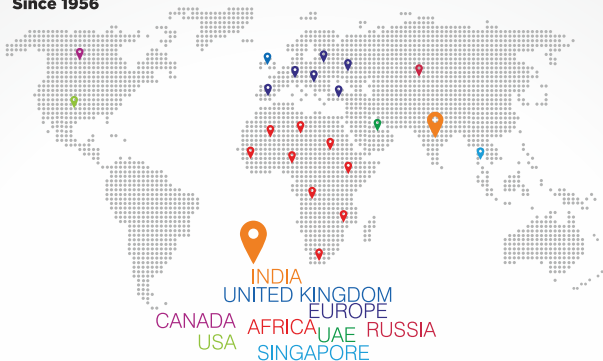 Since 1956
INDIA
UNITED KINGDOM
EUROPE
CANADA AFRICA UAE RUSSIA
USA
SINGAPORE